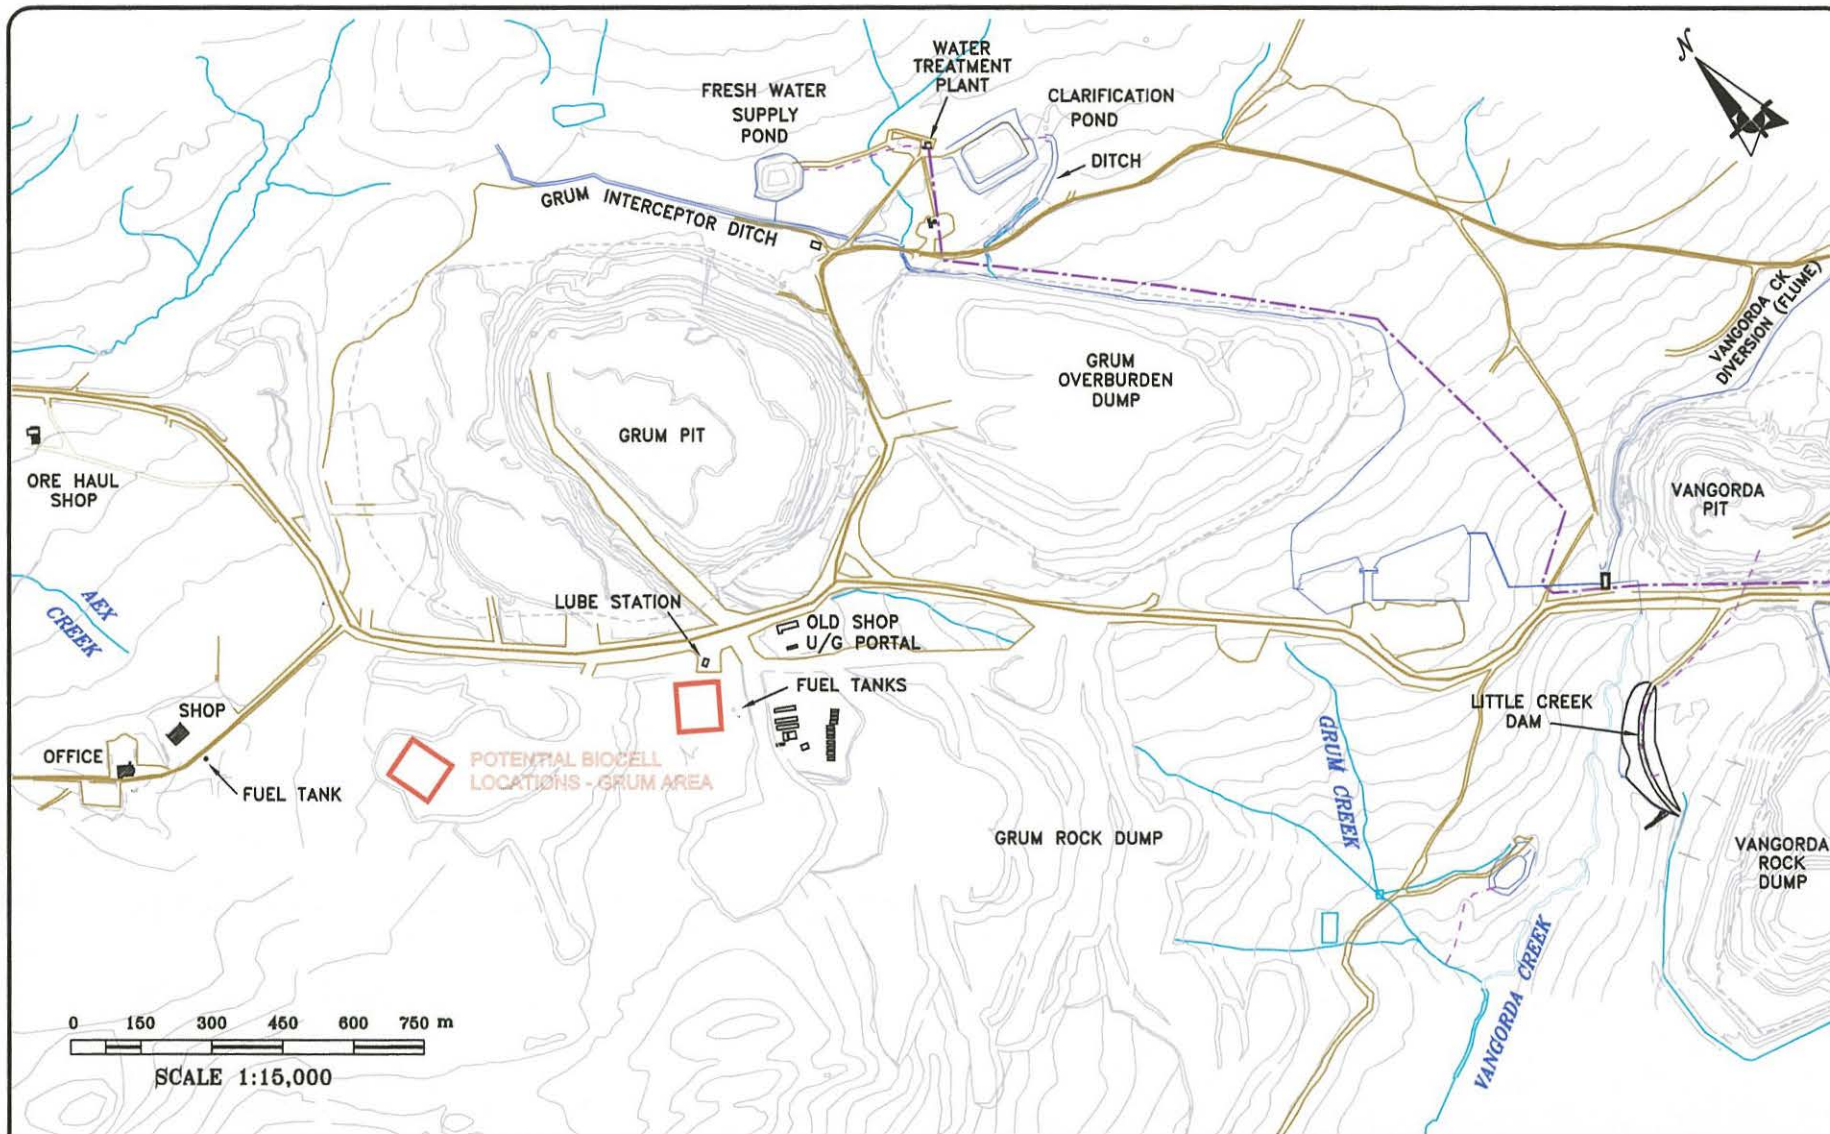 N
WATER
TREATMENT
PLANT
FRESH WATER
SUPPLY
POND
CLARIFICATION
POND
DITCH
GRUM INTERCEPTOR DITCH
VANGORDA CK
DIVERSION (FLUME)
GRUM
OVERBURDEN
DUMP
GRUM PIT
ORE HAUL
SHOP
VANGORDA
PIT
AEX
CREEK
LUBE STATION
OLD SHOP
U/G PORTAL
FUEL TANKS
SHOP
OFFICE
FUEL TANK
POTENTIAL BIOCELL
LOCATIONS - GRUM AREA
LITTLE CREEK
DAM
GRUM CREEK
GRUM ROCK DUMP
VANGORDA
ROCK
DUMP
VANGORDA CREEK
0 150 300 450 600 750 m
SCALE 1:15,000